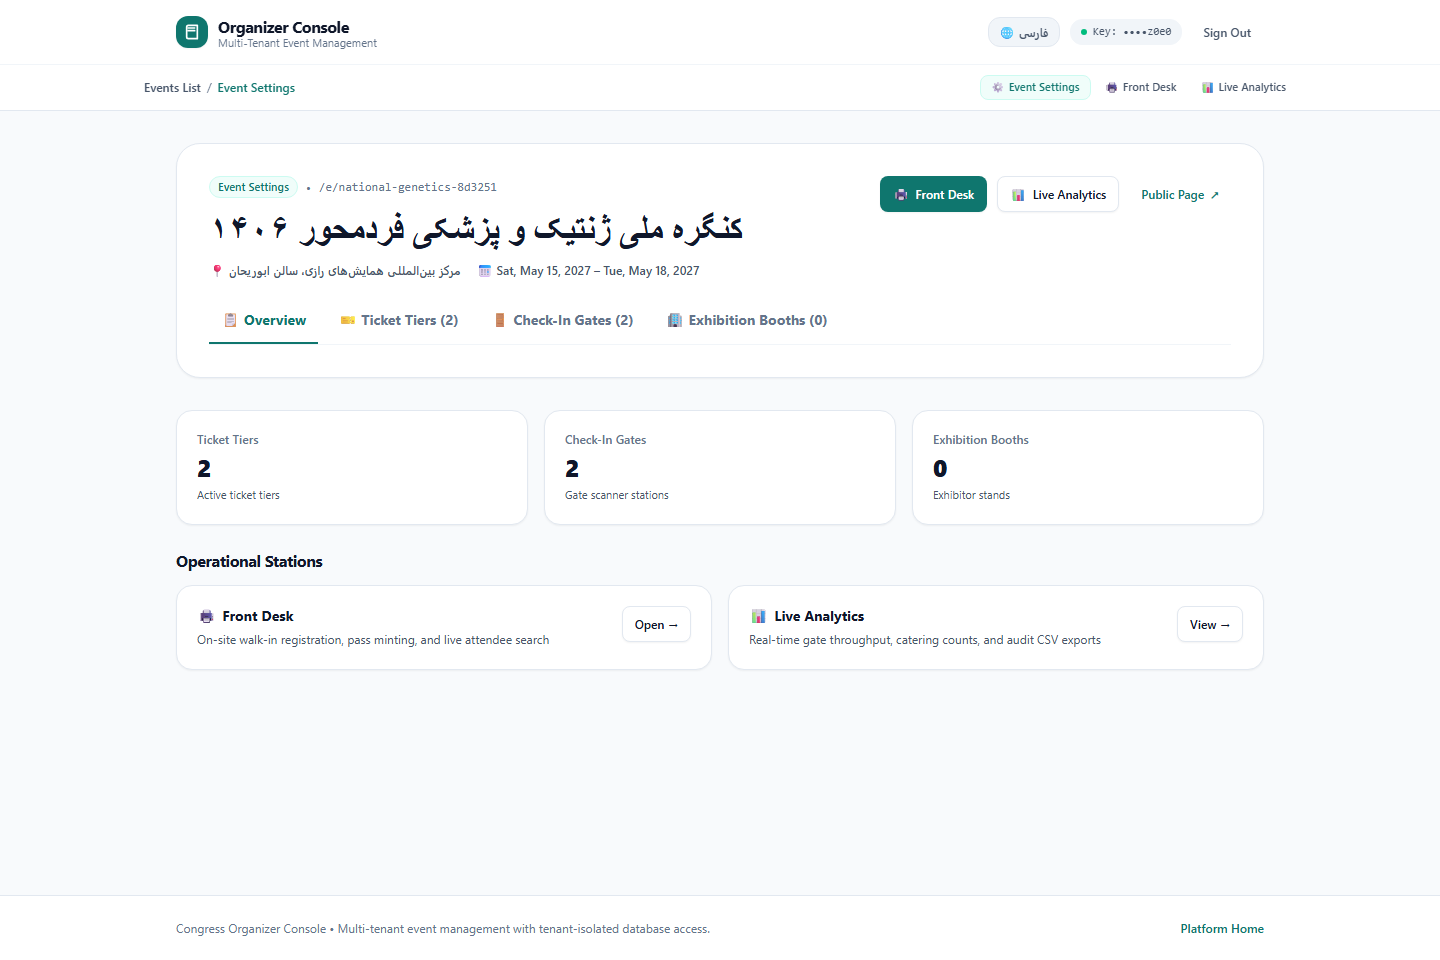 Organizer Console
Multi-Tenant Event Management
فارسی
Key: ••••z0e0
Sign Out
Events List / Event Settings
Event Settings
Front Desk
Live Analytics
Event Settings • /e/national-genetics-8d3251
Front Desk
Live Analytics
Public Page ↗
کنگره ملی ژنتیک و پزشکی فردمحور ۱۴۰۶
مرکز بین‌المللی همایش‌های رازی، سالن ابوریحان
Sat, May 15, 2027 – Tue, May 18, 2027
Overview
Ticket Tiers (2)
Check-In Gates (2)
Exhibition Booths (0)
Ticket Tiers
2
Active ticket tiers
Check-In Gates
2
Gate scanner stations
Exhibition Booths
0
Exhibitor stands
Operational Stations
Front Desk
On-site walk-in registration, pass minting, and live attendee search
Open →
Live Analytics
Real-time gate throughput, catering counts, and audit CSV exports
View →
Congress Organizer Console • Multi-tenant event management with tenant-isolated database access.
Platform Home